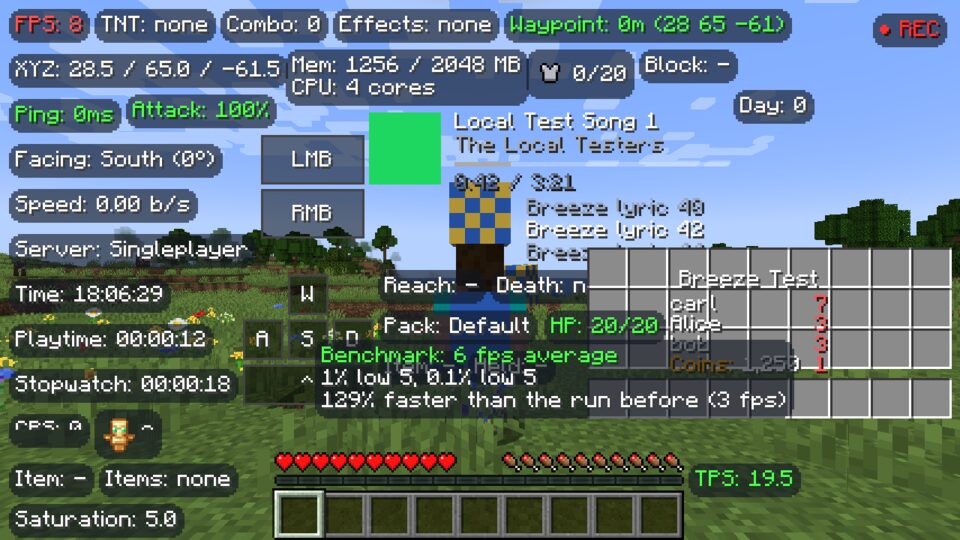 FPS: 8
TNT: none
Combo: 0
Effects: none
Waypoint: 0m (28 65 -61)
REC
XYZ: 28.5 / 65.0 / -61.5
Mem: 1256 / 2048 MB
CPU: 4 cores
0/20
Block: -
Day: 0
Ping: 0ms
Attack: 100%
Local Test Song 1
The Local Testers
Facing: South (0°)
LMB
0:42 / 3:21
Speed: 0.00 b/s
RMB
Breeze lyric 40
Breeze lyric 42
Server: Singleplayer
Breeze
Breeze Test
Reach: -
Death: n
Time: 18:06:29
W
carl 7
Pack: Default
HP: 20/20
Alice 3
Playtime: 00:00:12
A
S
D
bob 3
Benchmark: 6 fps average
Coins: 1,250 1
1% low 5, 0.1% low 5
Stopwatch: 00:00:18
^
129% faster than the run before (3 fps)
CPS: 0
Item: -
Items: none
TPS: 19.5
Saturation: 5.0